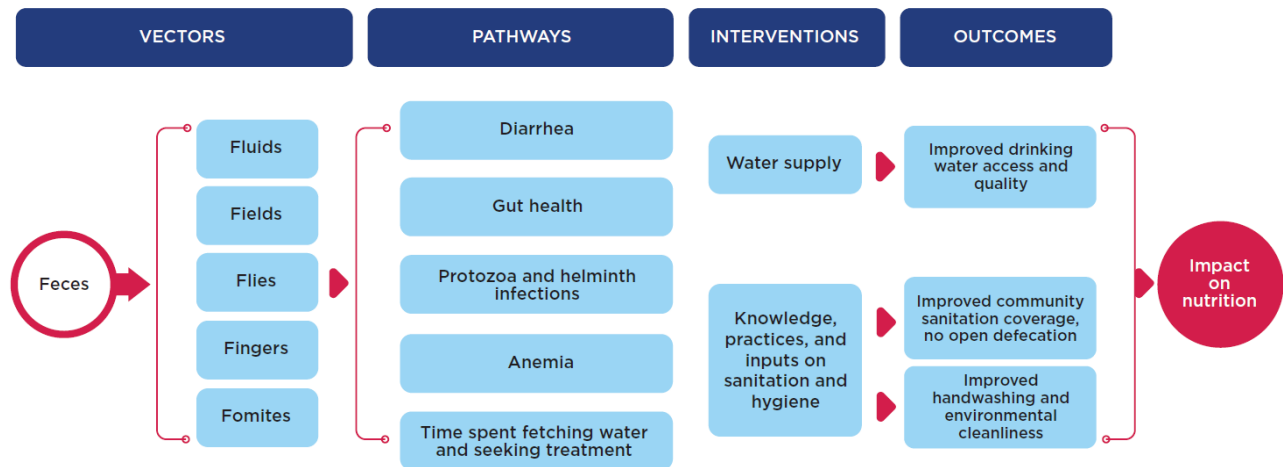 VECTORS
PATHWAYS
INTERVENTIONS
OUTCOMES
Feces
Fluids
Fields
Flies
Fingers
Fomites
Diarrhea
Gut health
Protozoa and helminth
infections
Anemia
Time spent fetching water
and seeking treatment
Water supply
Knowledge,
practices, and
inputs on
sanitation and
hygiene
Improved drinking
water access and
quality
Improved community
sanitation coverage,
no open defecation
Improved
handwashing and
environmental
cleanliness
Impact
on
nutrition